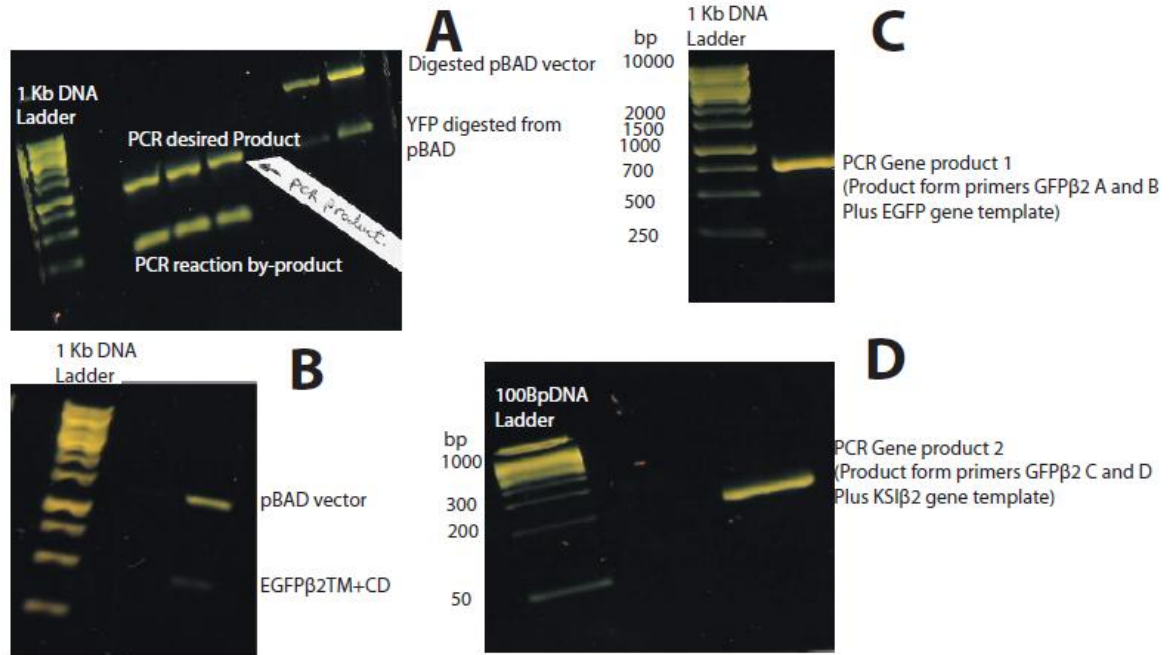 A
1 Kb DNA
Ladder
PCR desired Product
PCR product.
PCR reaction by-product
Digested pBAD vector
YFP digested from
pBAD
C
1 Kb DNA
Ladder
bp
10000
2000
1500
1000
700
500
250
PCR Gene product 1
(Product form primers GFPβ2 A and B
Plus EGFP gene template)
B
1 Kb DNA
Ladder
pBAD vector
EGFPβ2TM+CD
D
100BpDNA
Ladder
bp
1000
300
200
50
PCR Gene product 2
(Product form primers GFPβ2 C and D
Plus KSIβ2 gene template)